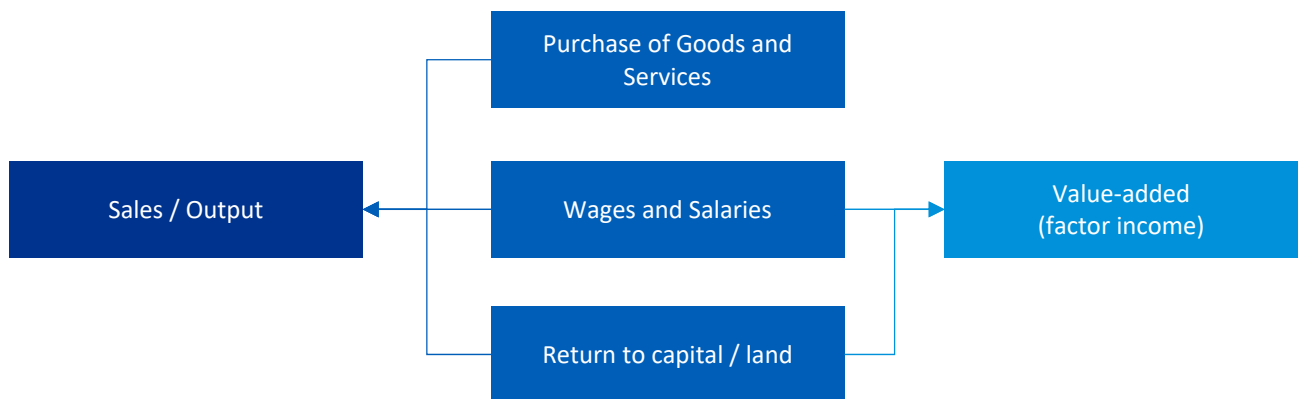 Purchase of Goods and
Services
Sales / Output
Wages and Salaries
Value-added
(factor income)
Return to capital / land